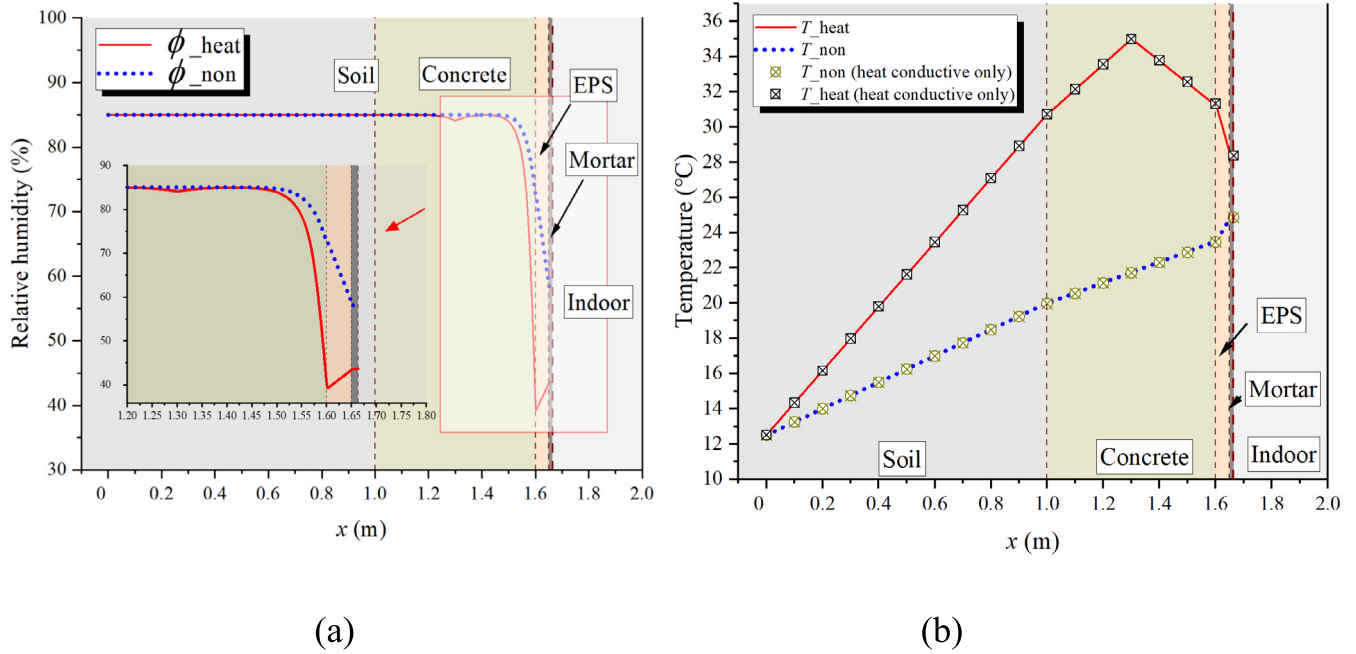 100
90
80
70
60
50
40
30
Relative humidity (%)
ϕ_heat
ϕ_non
Soil
Concrete
EPS
Mortar
Indoor
90
80
70
60
50
40
1.20 1.25 1.30 1.35 1.40 1.45 1.50 1.55 1.60 1.65 1.70 1.75 1.80
0 0.2 0.4 0.6 0.8 1.0 1.2 1.4 1.6 1.8 2.0
x (m)
(a)
36
34
32
30
28
26
24
22
20
18
16
14
12
10
Temperature (°C)
T_heat
T_non
T_non (heat conductive only)
T_heat (heat conductive only)
EPS
Mortar
Soil
Concrete
Indoor
0 0.2 0.4 0.6 0.8 1.0 1.2 1.4 1.6 1.8 2.0
x (m)
(b)